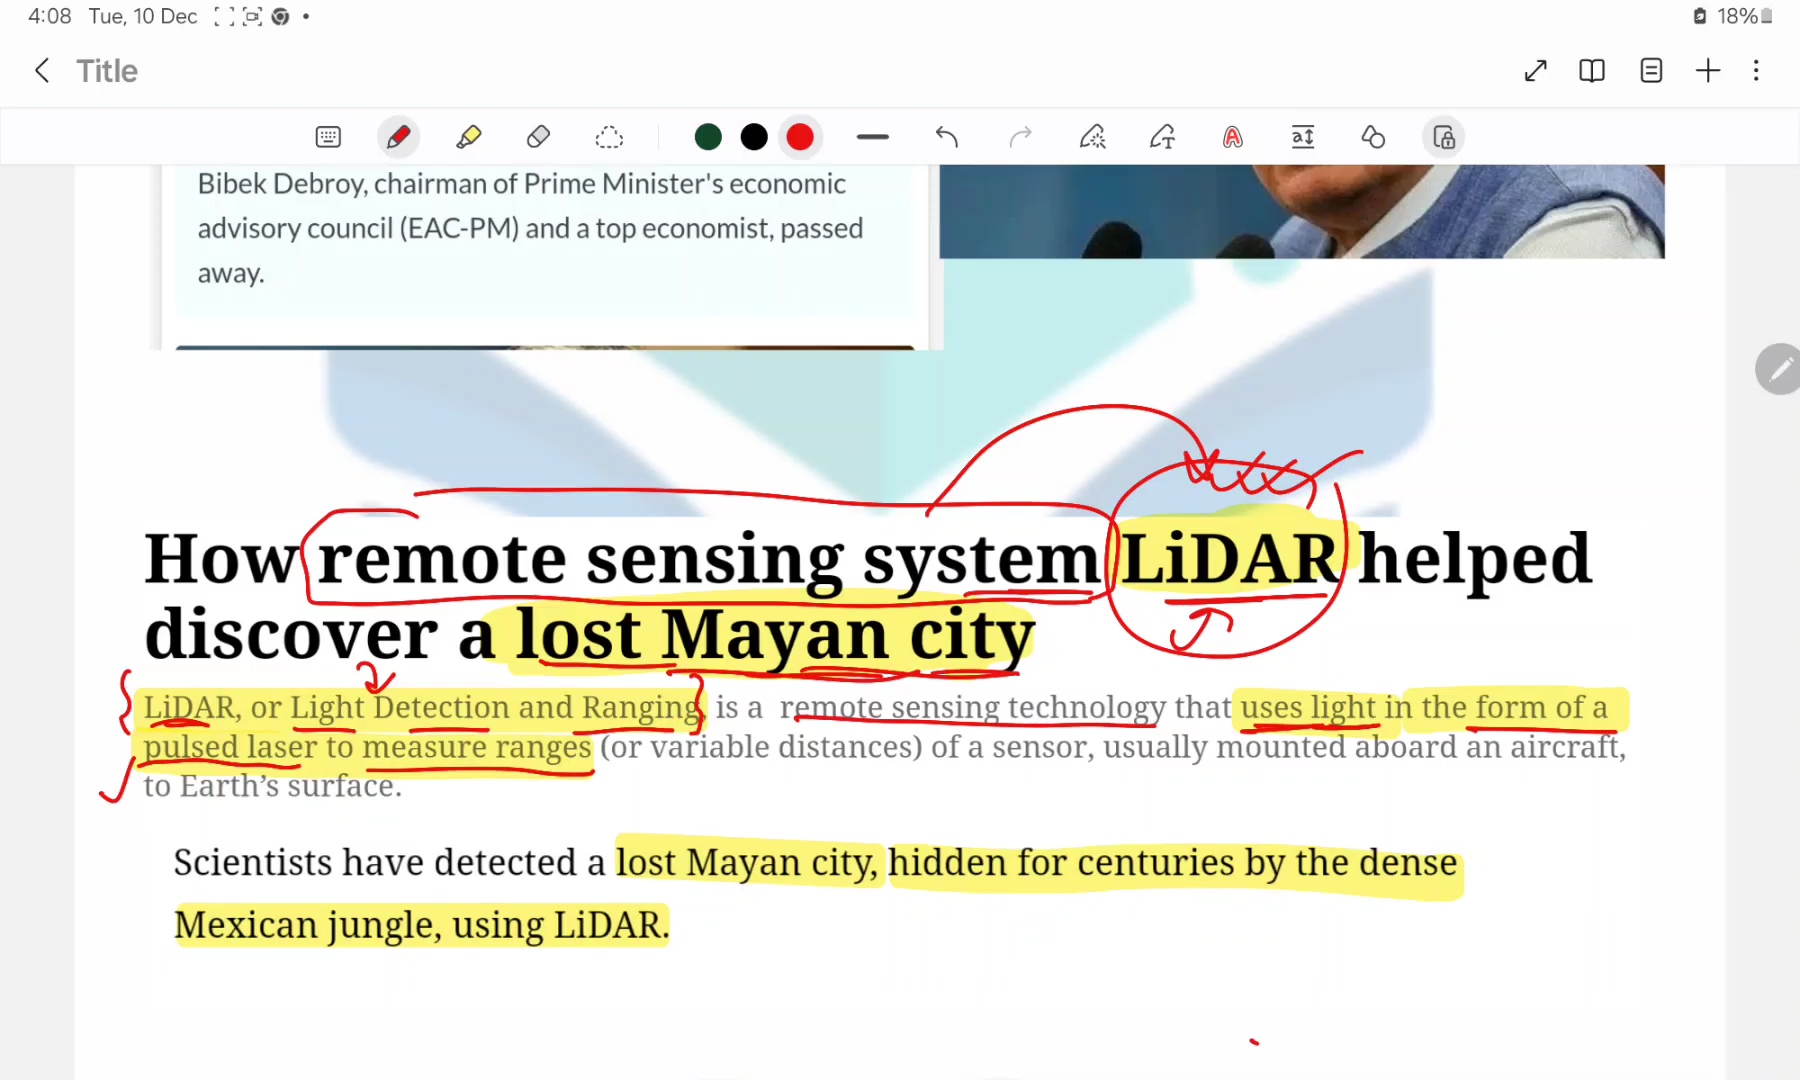 4:08 Tue, 10 Dec
18%
Title
Bibek Debroy, chairman of Prime Minister's economic
advisory council (EAC-PM) and a top economist, passed
away.
How remote sensing system LiDAR helped
discover a lost Mayan city
LiDAR, or Light Detection and Ranging, is a remote sensing technology that uses light in the form of a
pulsed laser to measure ranges (or variable distances) of a sensor, usually mounted aboard an aircraft,
to Earth’s surface.
Scientists have detected a lost Mayan city, hidden for centuries by the dense
Mexican jungle, using LiDAR.